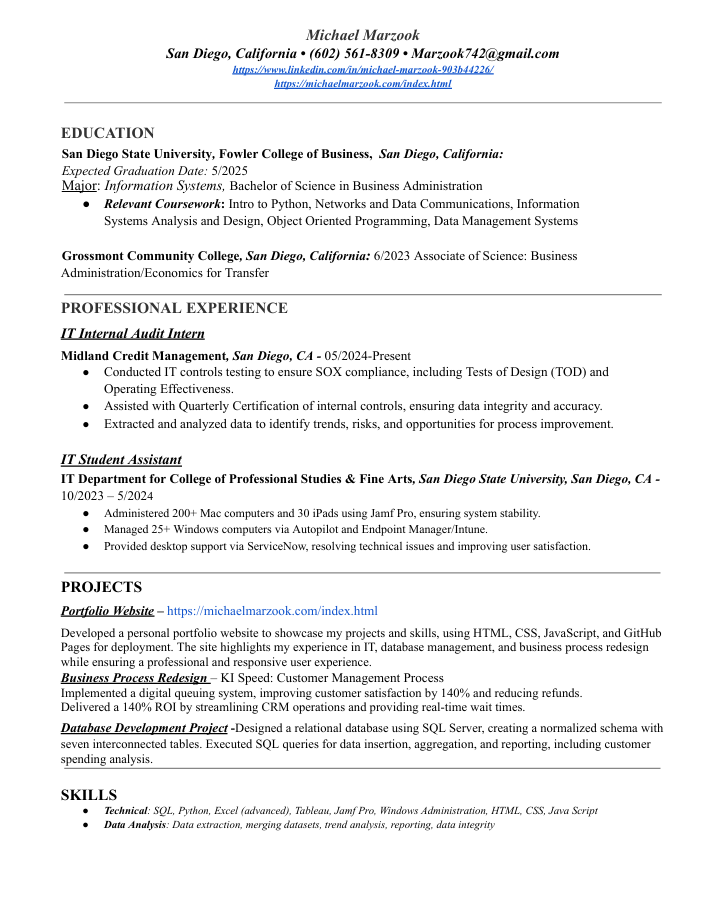 Michael Marzook
San Diego, California • (602) 561-8309 • Marzook742@gmail.com
https://www.linkedin.com/in/michael-marzook-903b44226/
https://michaelmarzook.com/index.html
EDUCATION
San Diego State University, Fowler College of Business, San Diego, California:
Expected Graduation Date: 5/2025
Major: Information Systems, Bachelor of Science in Business Administration
● Relevant Coursework: Intro to Python, Networks and Data Communications, Information
Systems Analysis and Design, Object Oriented Programming, Data Management Systems
Grossmont Community College, San Diego, California: 6/2023 Associate of Science: Business
Administration/Economics for Transfer
PROFESSIONAL EXPERIENCE
IT Internal Audit Intern
Midland Credit Management, San Diego, CA - 05/2024-Present
● Conducted IT controls testing to ensure SOX compliance, including Tests of Design (TOD) and
Operating Effectiveness.
● Assisted with Quarterly Certification of internal controls, ensuring data integrity and accuracy.
● Extracted and analyzed data to identify trends, risks, and opportunities for process improvement.
IT Student Assistant
IT Department for College of Professional Studies & Fine Arts, San Diego State University, San Diego, CA -
10/2023 – 5/2024
● Administered 200+ Mac computers and 30 iPads using Jamf Pro, ensuring system stability.
● Managed 25+ Windows computers via Autopilot and Endpoint Manager/Intune.
● Provided desktop support via ServiceNow, resolving technical issues and improving user satisfaction.
PROJECTS
Portfolio Website – https://michaelmarzook.com/index.html
Developed a personal portfolio website to showcase my projects and skills, using HTML, CSS, JavaScript, and GitHub
Pages for deployment. The site highlights my experience in IT, database management, and business process redesign
while ensuring a professional and responsive user experience.
Business Process Redesign – KI Speed: Customer Management Process
Implemented a digital queuing system, improving customer satisfaction by 140% and reducing refunds.
Delivered a 140% ROI by streamlining CRM operations and providing real-time wait times.
Database Development Project -Designed a relational database using SQL Server, creating a normalized schema with
seven interconnected tables. Executed SQL queries for data insertion, aggregation, and reporting, including customer
spending analysis.
SKILLS
● Technical: SQL, Python, Excel (advanced), Tableau, Jamf Pro, Windows Administration, HTML, CSS, Java Script
● Data Analysis: Data extraction, merging datasets, trend analysis, reporting, data integrity